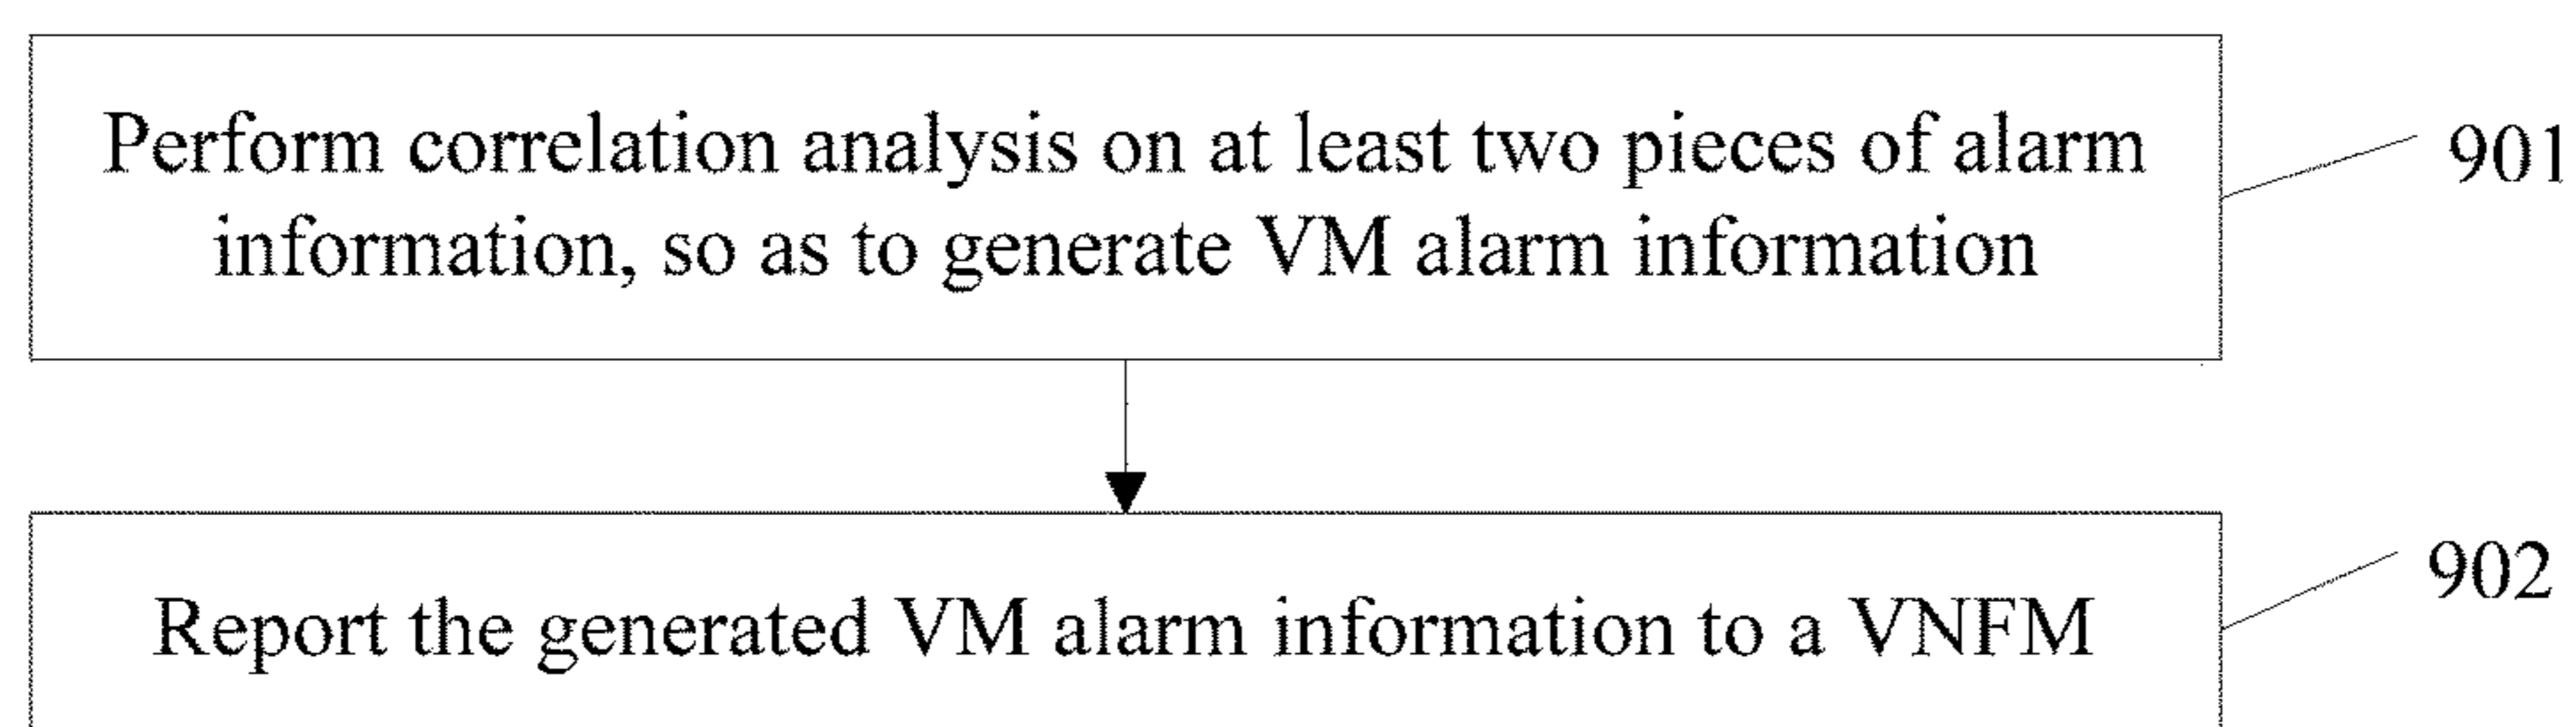 Perform correlation analysis on at least two pieces of alarm
information, so as to generate VM alarm information
901
Report the generated VM alarm information to a VNFM
902